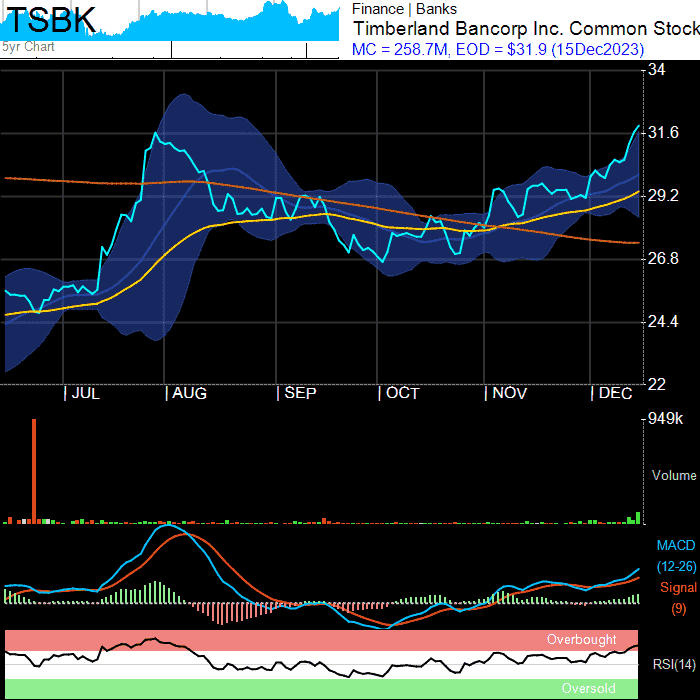 TSBK
5yr Chart
Finance | Banks
Timberland Bancorp Inc. Common Stock
MC = 258.7M, EOD = $31.9 (15Dec2023)
34
31.6
29.2
26.8
24.4
22
| JUL | AUG | SEP | OCT | NOV | DEC
949k
Volume
MACD
(12-26)
Signal
(9)
Overbought
RSI(14)
Oversold